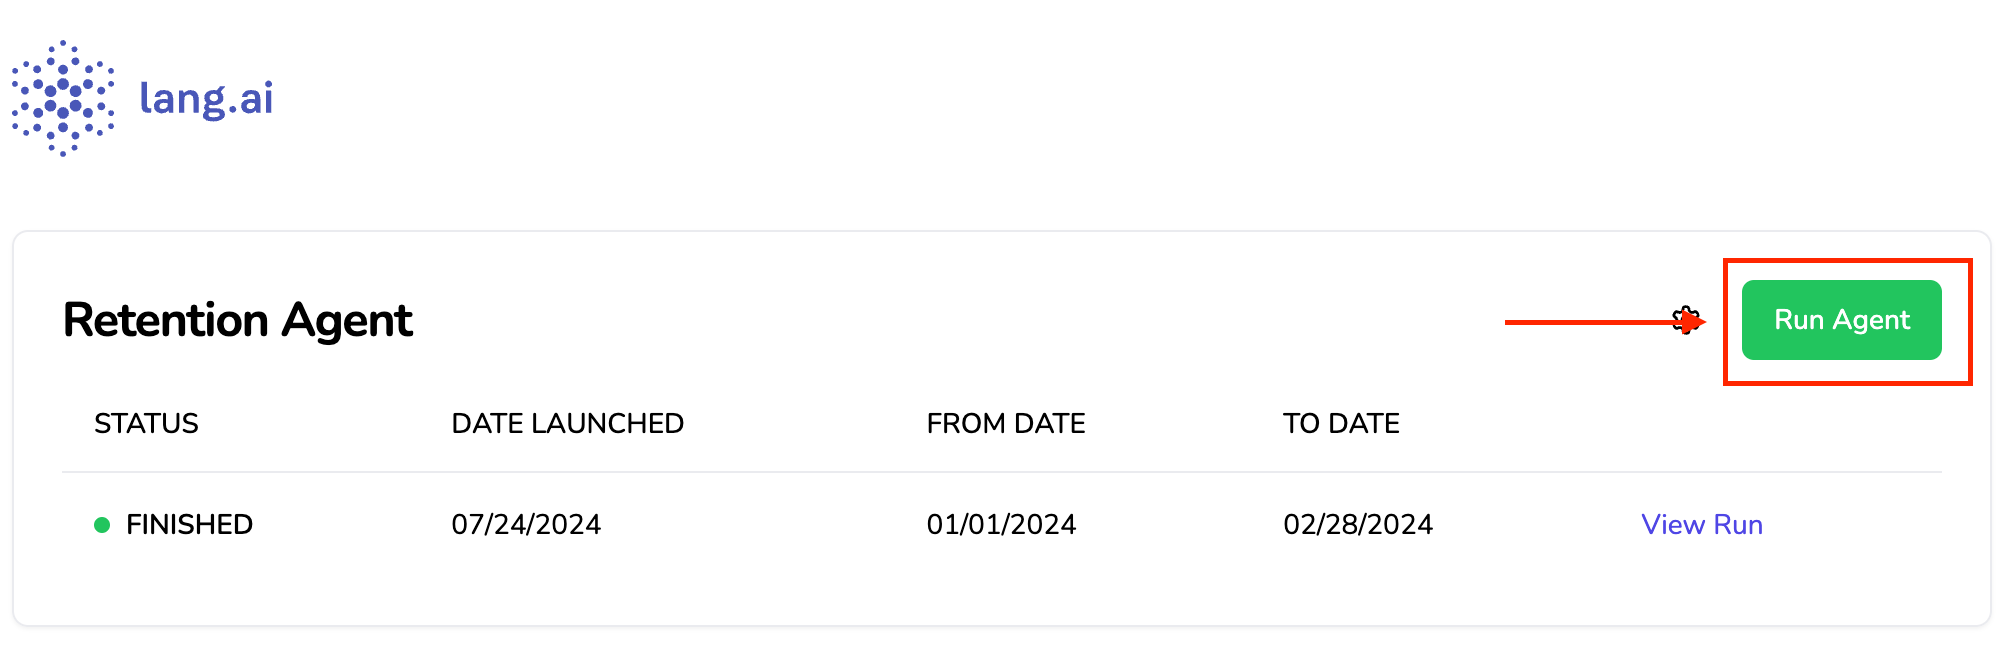 lang.ai
Retention Agent
Run Agent
STATUS DATE LAUNCHED FROM DATE TO DATE
FINISHED 07/24/2024 01/01/2024 02/28/2024 View Run